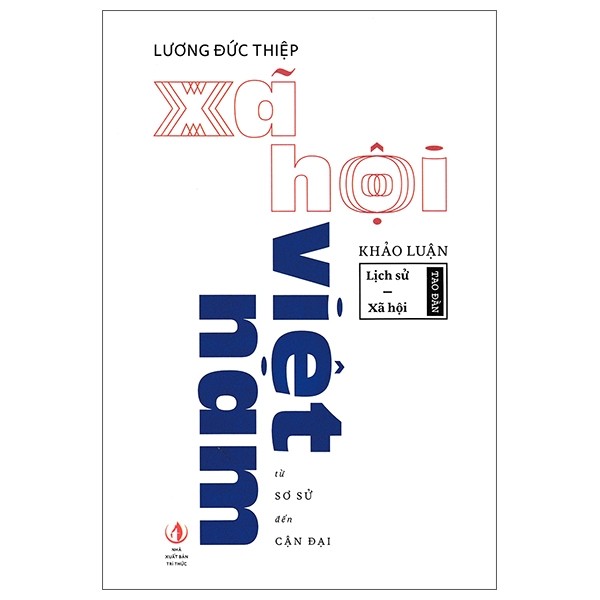 LƯƠNG ĐỨC THIỆP
xã
hội
việt
nam
KHẢO LUẬN
Lịch sử
–
Xã hội
TAO ĐÀN
từ
SƠ SỬ
đến
CẬN ĐẠI
NHÀ
XUẤT BẢN
TRI THỨC